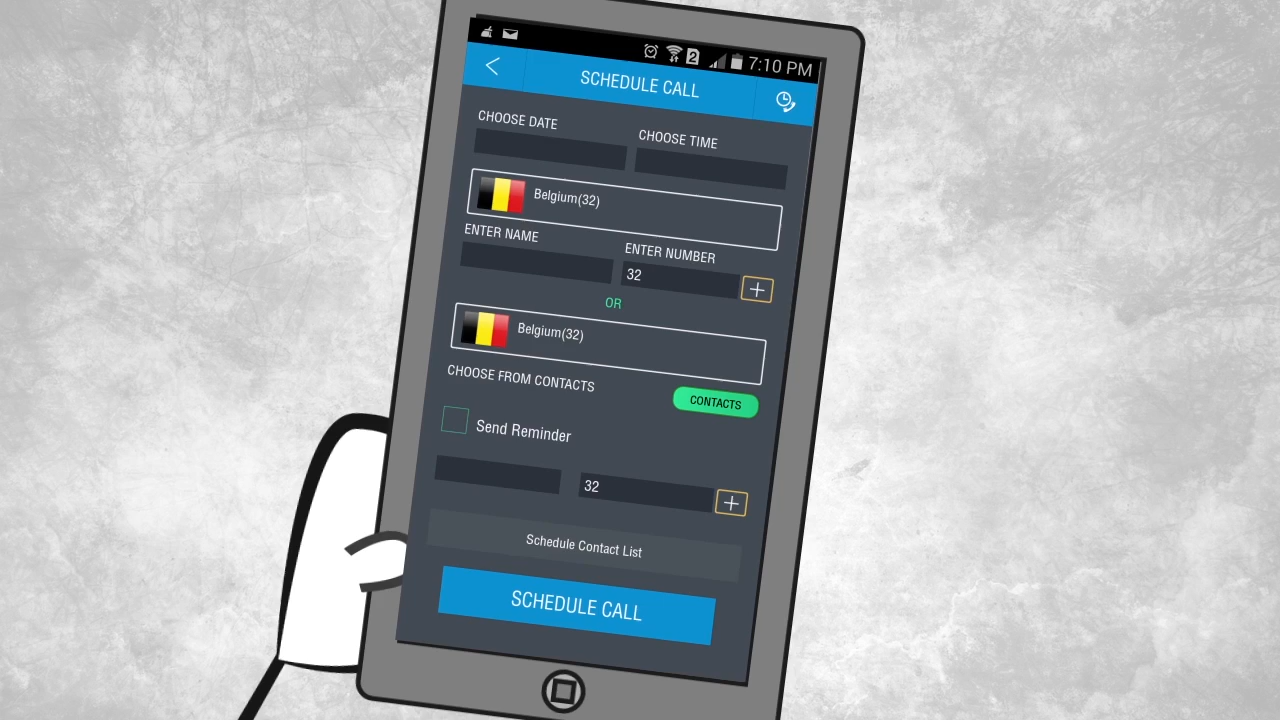 2 7:10 PM
SCHEDULE CALL
CHOOSE DATE
CHOOSE TIME
Belgium(32)
ENTER NAME
ENTER NUMBER
32
OR
Belgium(32)
CHOOSE FROM CONTACTS
CONTACTS
Send Reminder
32
Schedule Contact List
SCHEDULE CALL